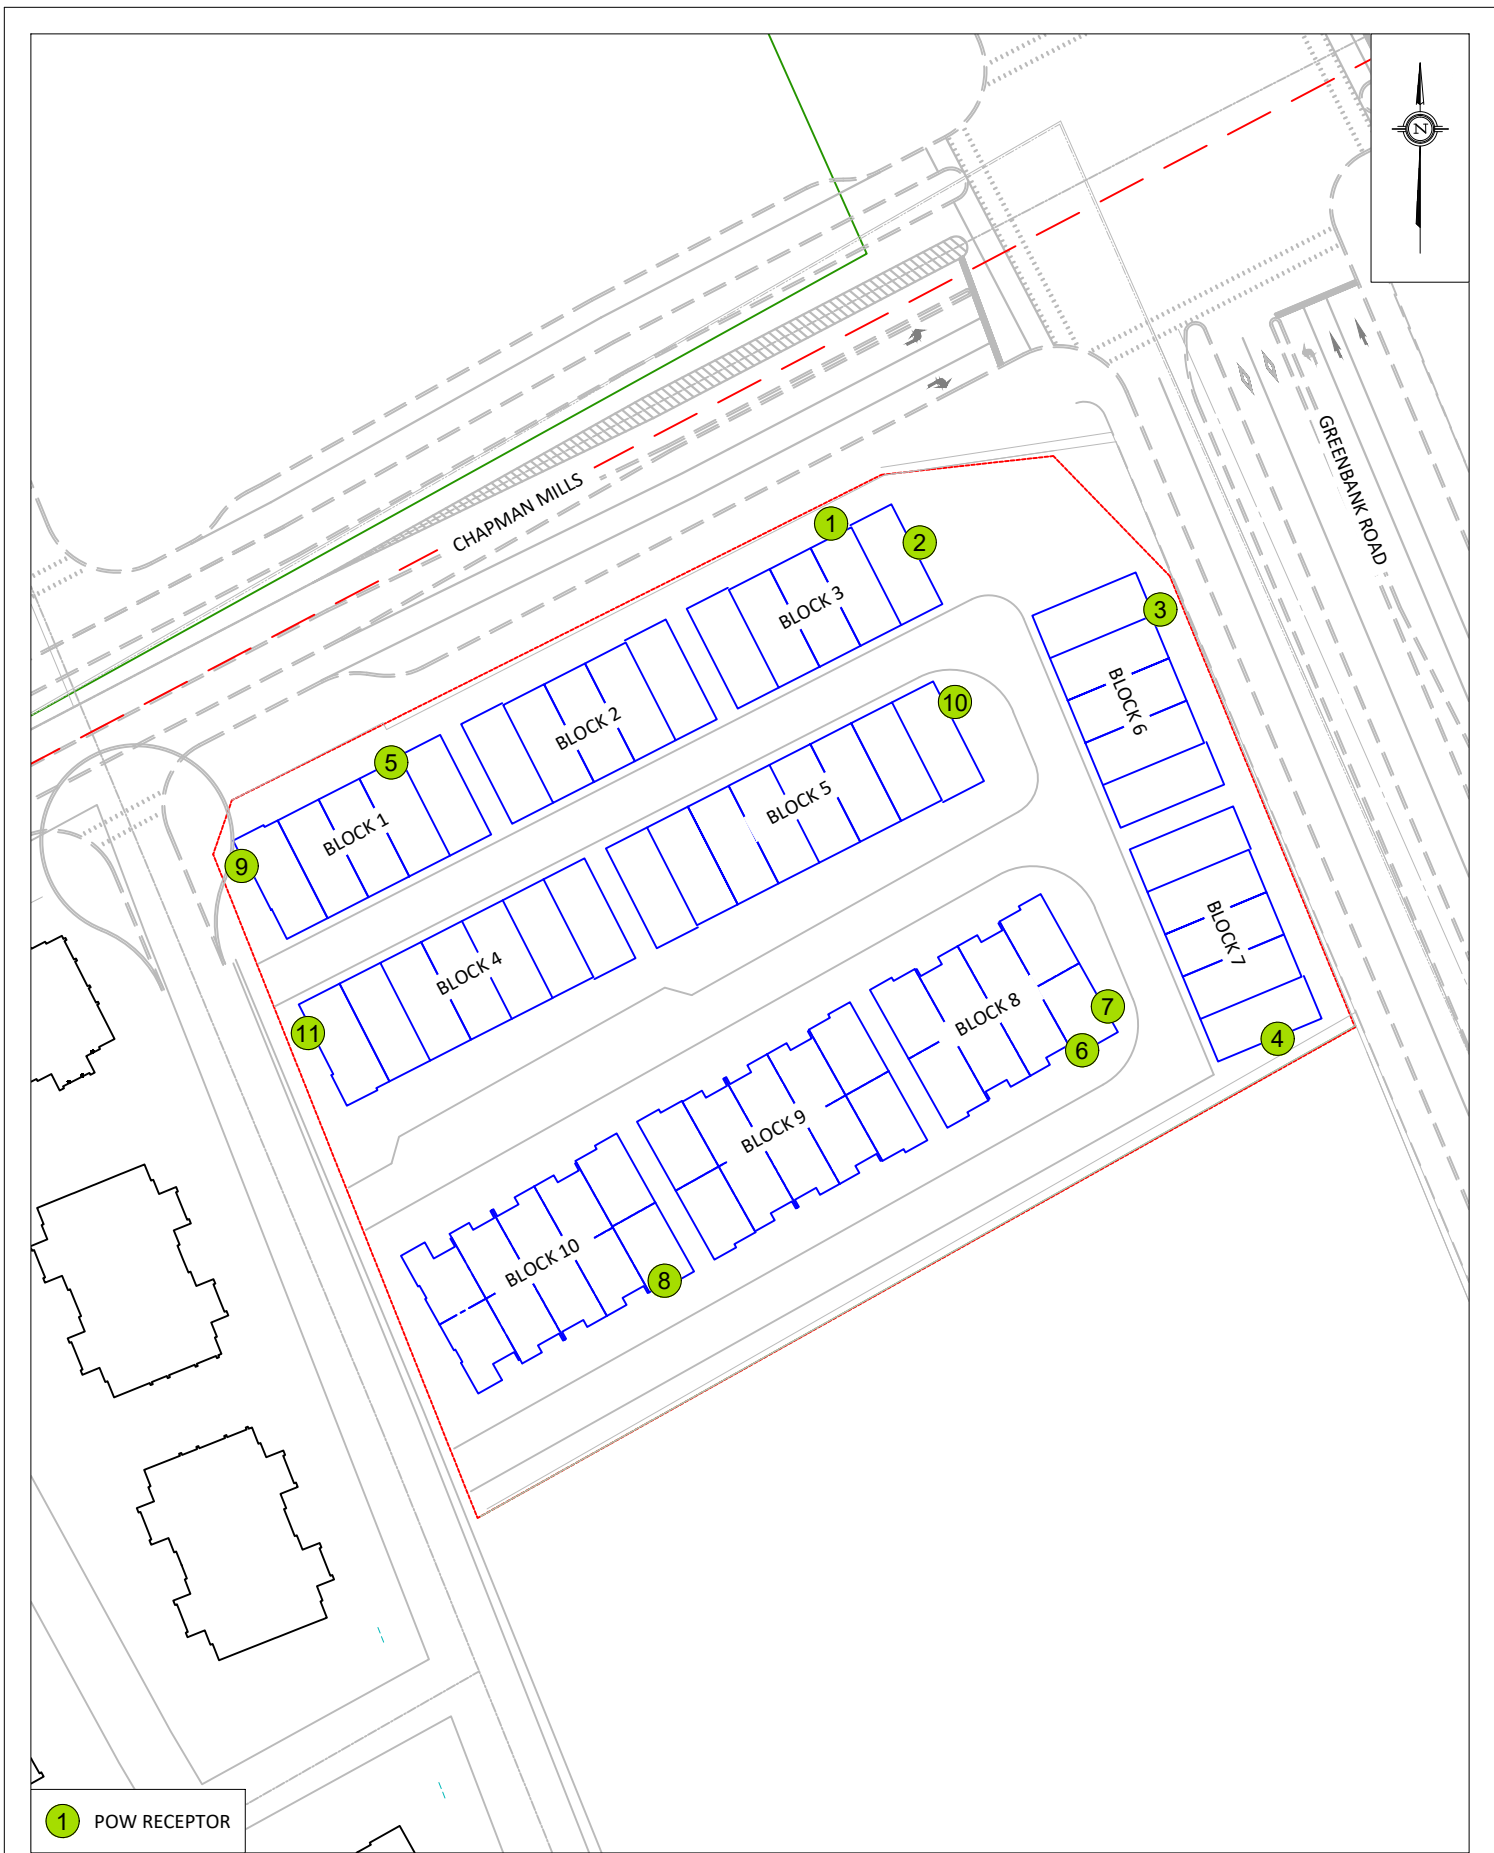 N
CHAPMAN MILLS
GREENBANK ROAD
1
2
BLOCK 3
3
BLOCK 6
BLOCK 2
10
5
BLOCK 5
BLOCK 1
9
BLOCK 7
BLOCK 4
11
BLOCK 8
7
6
4
BLOCK 9
BLOCK 10
8
1 POW RECEPTOR